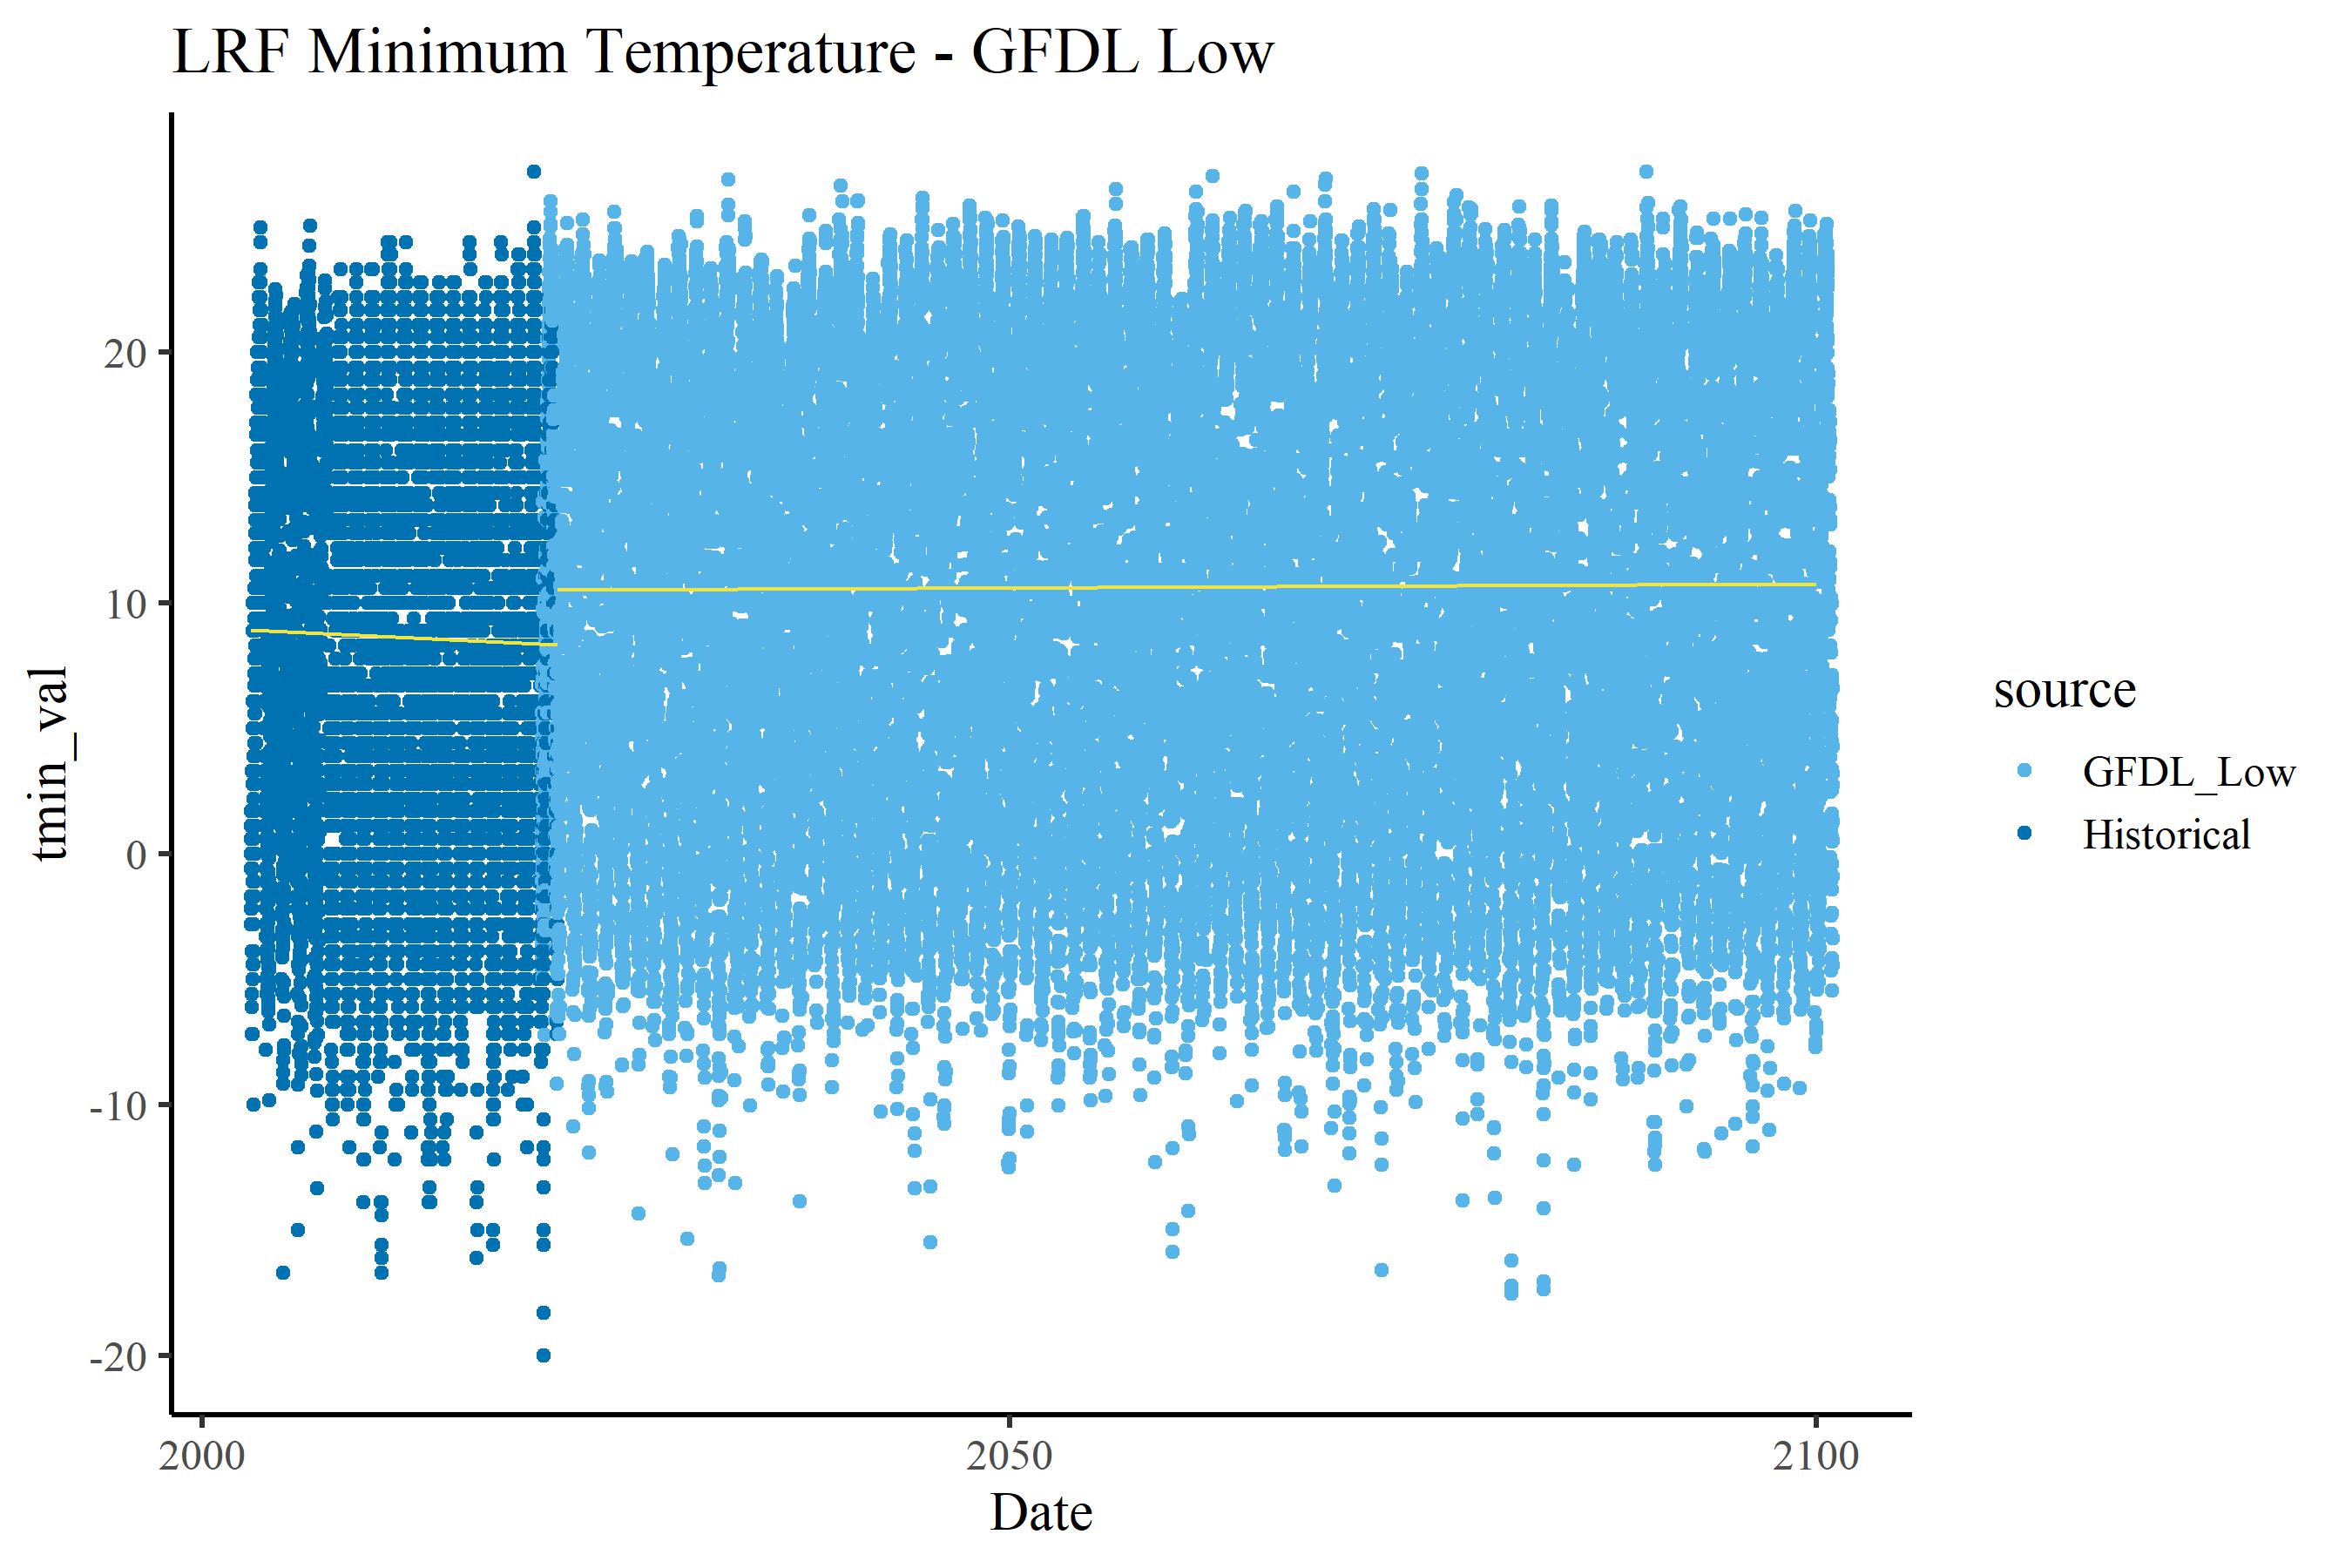 LRF Minimum Temperature - GFDL Low
tmin_val
20
10
0
-10
-20
2000
2050
2100
Date
source
GFDL_Low
Historical